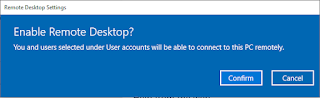 Remote Desktop Settings
Enable Remote Desktop?
You and users selected under User accounts will be able to connect to this PC remotely.
Confirm
Cancel